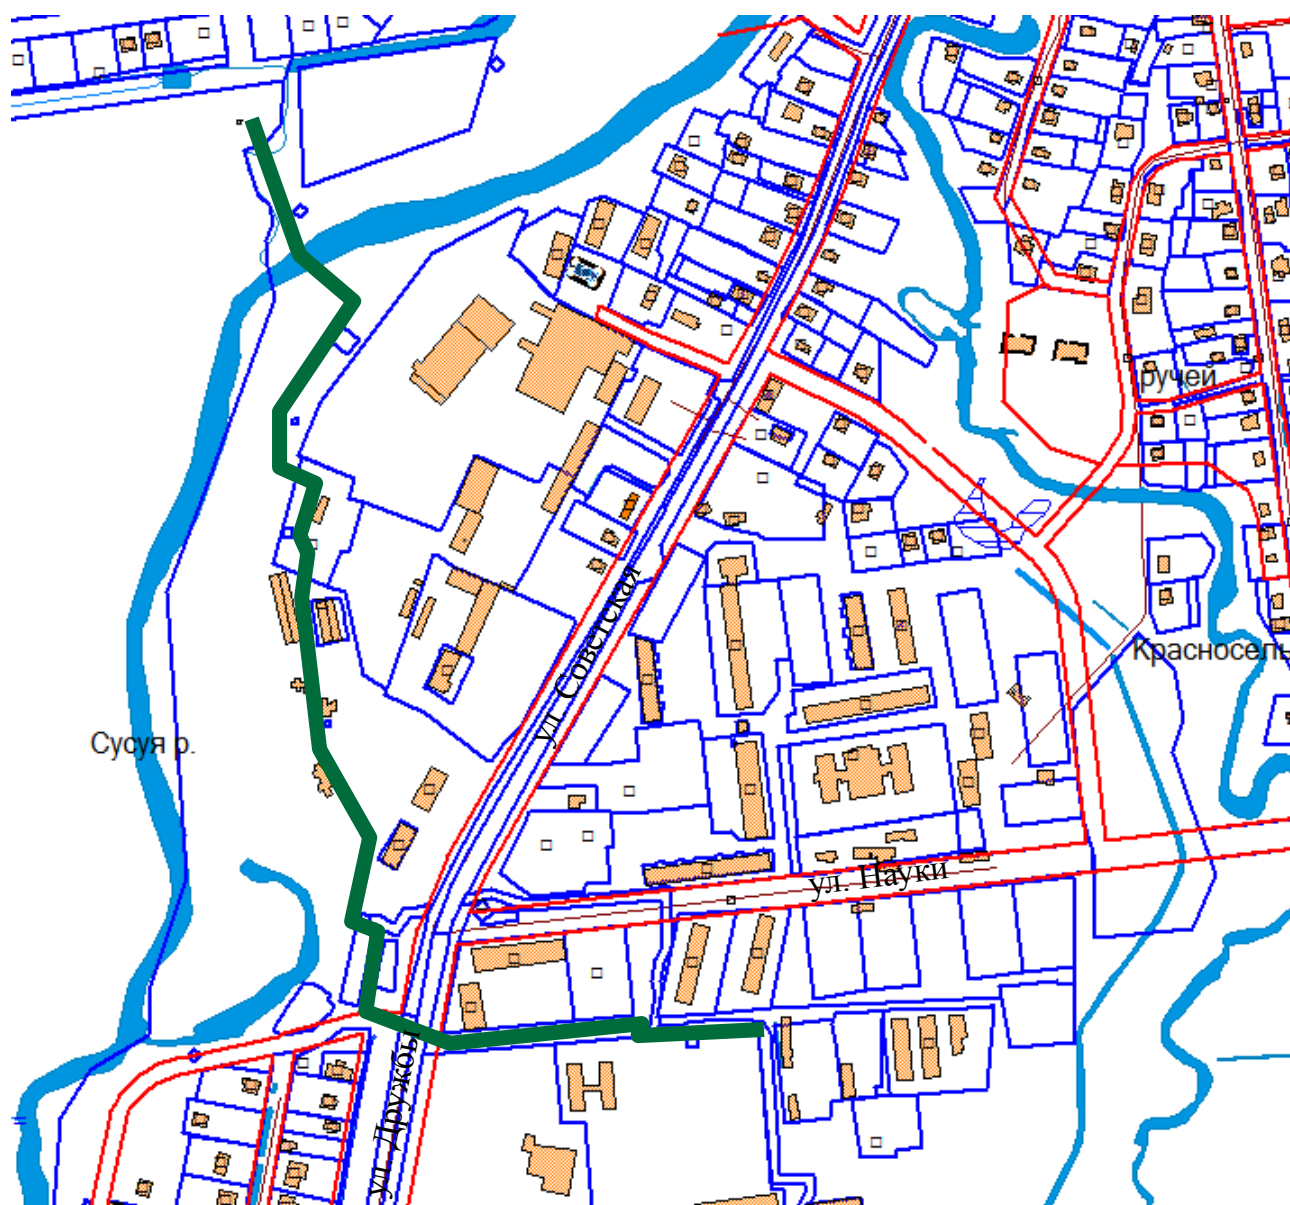 ручей
ул. Советская
Красносель
Сусуя р.
ул. Науки
ул. Дружбы